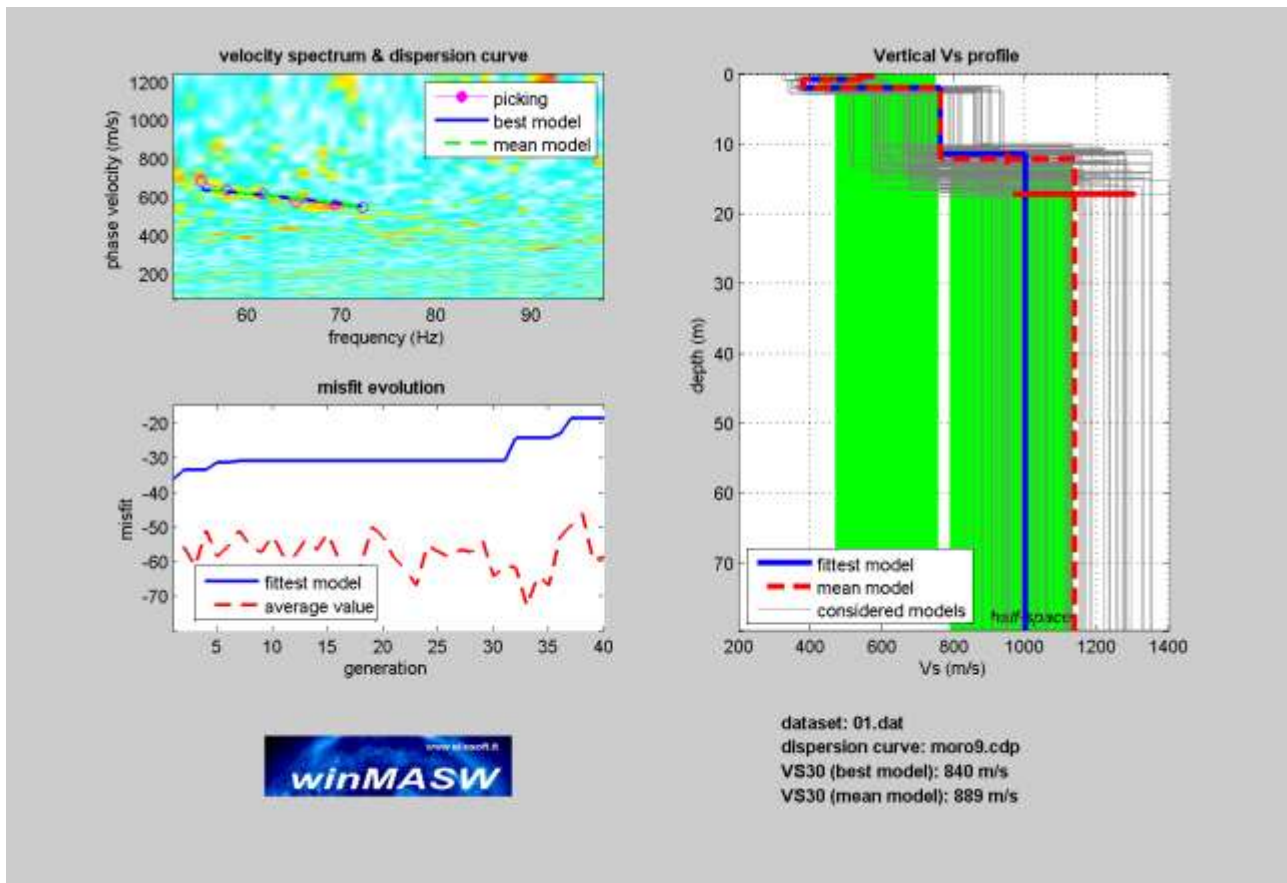 velocity spectrum & dispersion curve
1200
1000
800
600
400
200
phase velocity (m/s)
picking
best model
mean model
60
70
80
90
frequency (Hz)
misfit evolution
-20
-30
-40
-50
-60
-70
misfit
fittest model
average value
5
10
15
20
25
30
35
40
generation
Vertical Vs profile
0
10
20
30
40
50
60
70
depth (m)
fittest model
mean model
considered models
half-space
200
400
600
800
1000
1200
1400
Vs (m/s)
winMASW
dataset: 01.dat
dispersion curve: moro9.cdp
VS30 (best model): 840 m/s
VS30 (mean model): 889 m/s